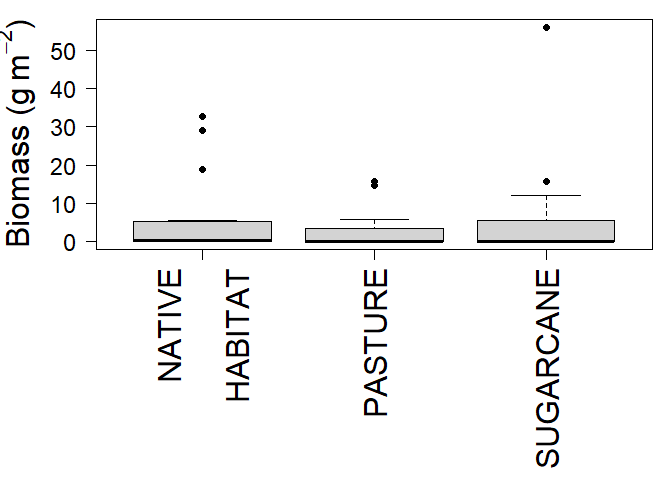 Biomass (g m⁻²)
50
40
30
20
10
0
NATIVE
HABITAT
PASTURE
SUGARCANE